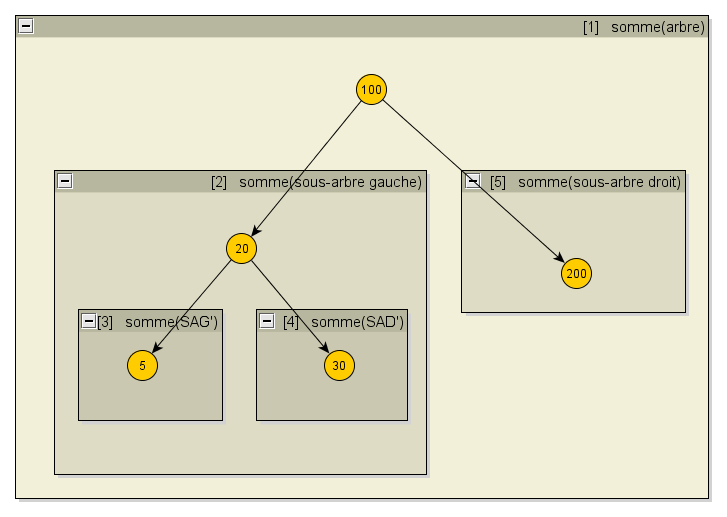 [1] somme(arbre)
100
[2] somme(sous-arbre gauche)
[5] somme(sous-arbre droit)
20
200
[3] somme(SAG')
[4] somme(SAD')
5
30